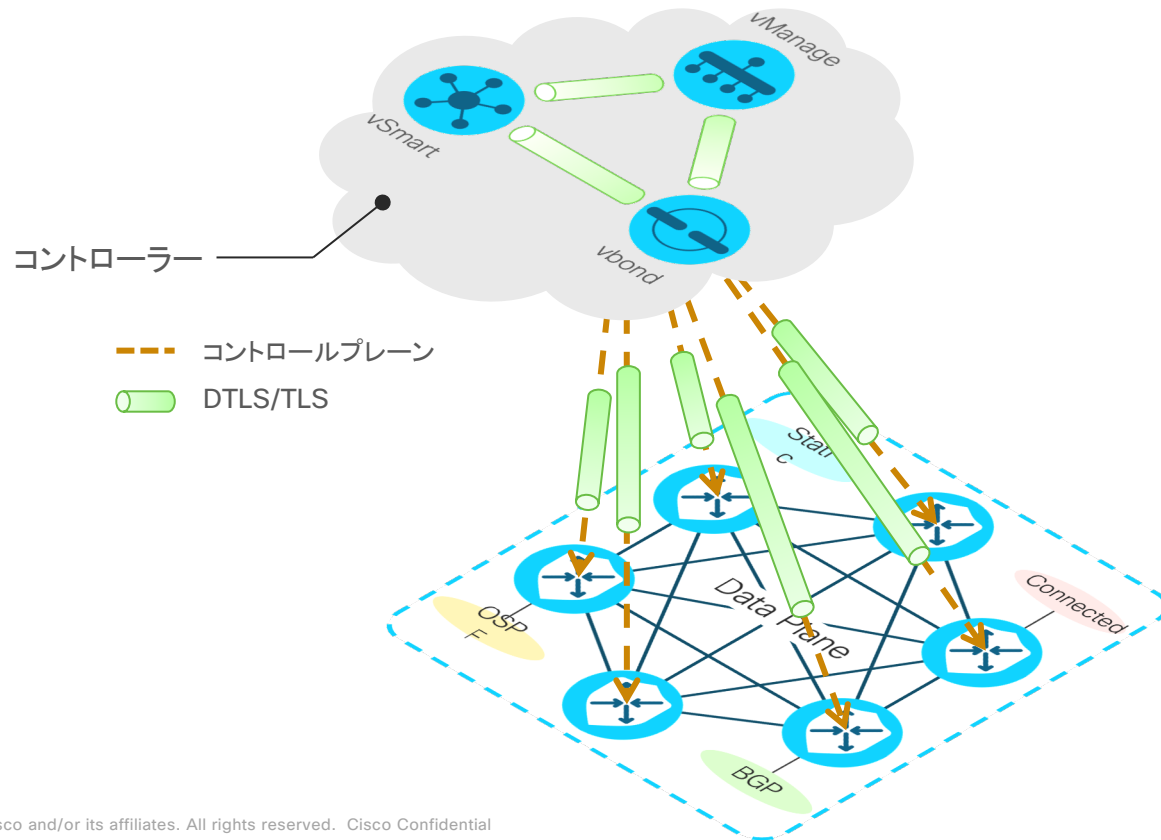 vManage
vSmart
vbond
コントローラー
コントロールプレーン
DTLS/TLS
Stati
c
Data Plane
Connected
OSP
F
BGP
sco and/or its affiliates. All rights reserved. Cisco Confidential